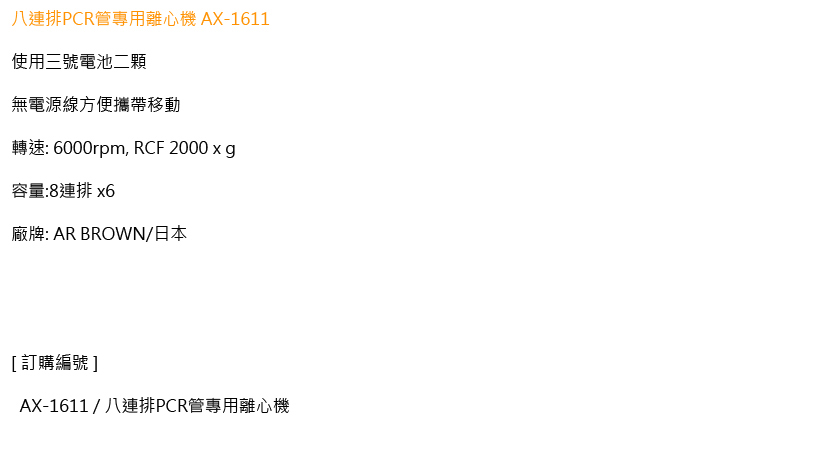 八連排PCR管專用離心機 AX-1611
使用三號電池二顆
無電源線方便攜帶移動
轉速: 6000rpm, RCF 2000 x g
容量:8連排 x6
廠牌: AR BROWN/日本
[ 訂購編號 ]
AX-1611 / 八連排PCR管專用離心機